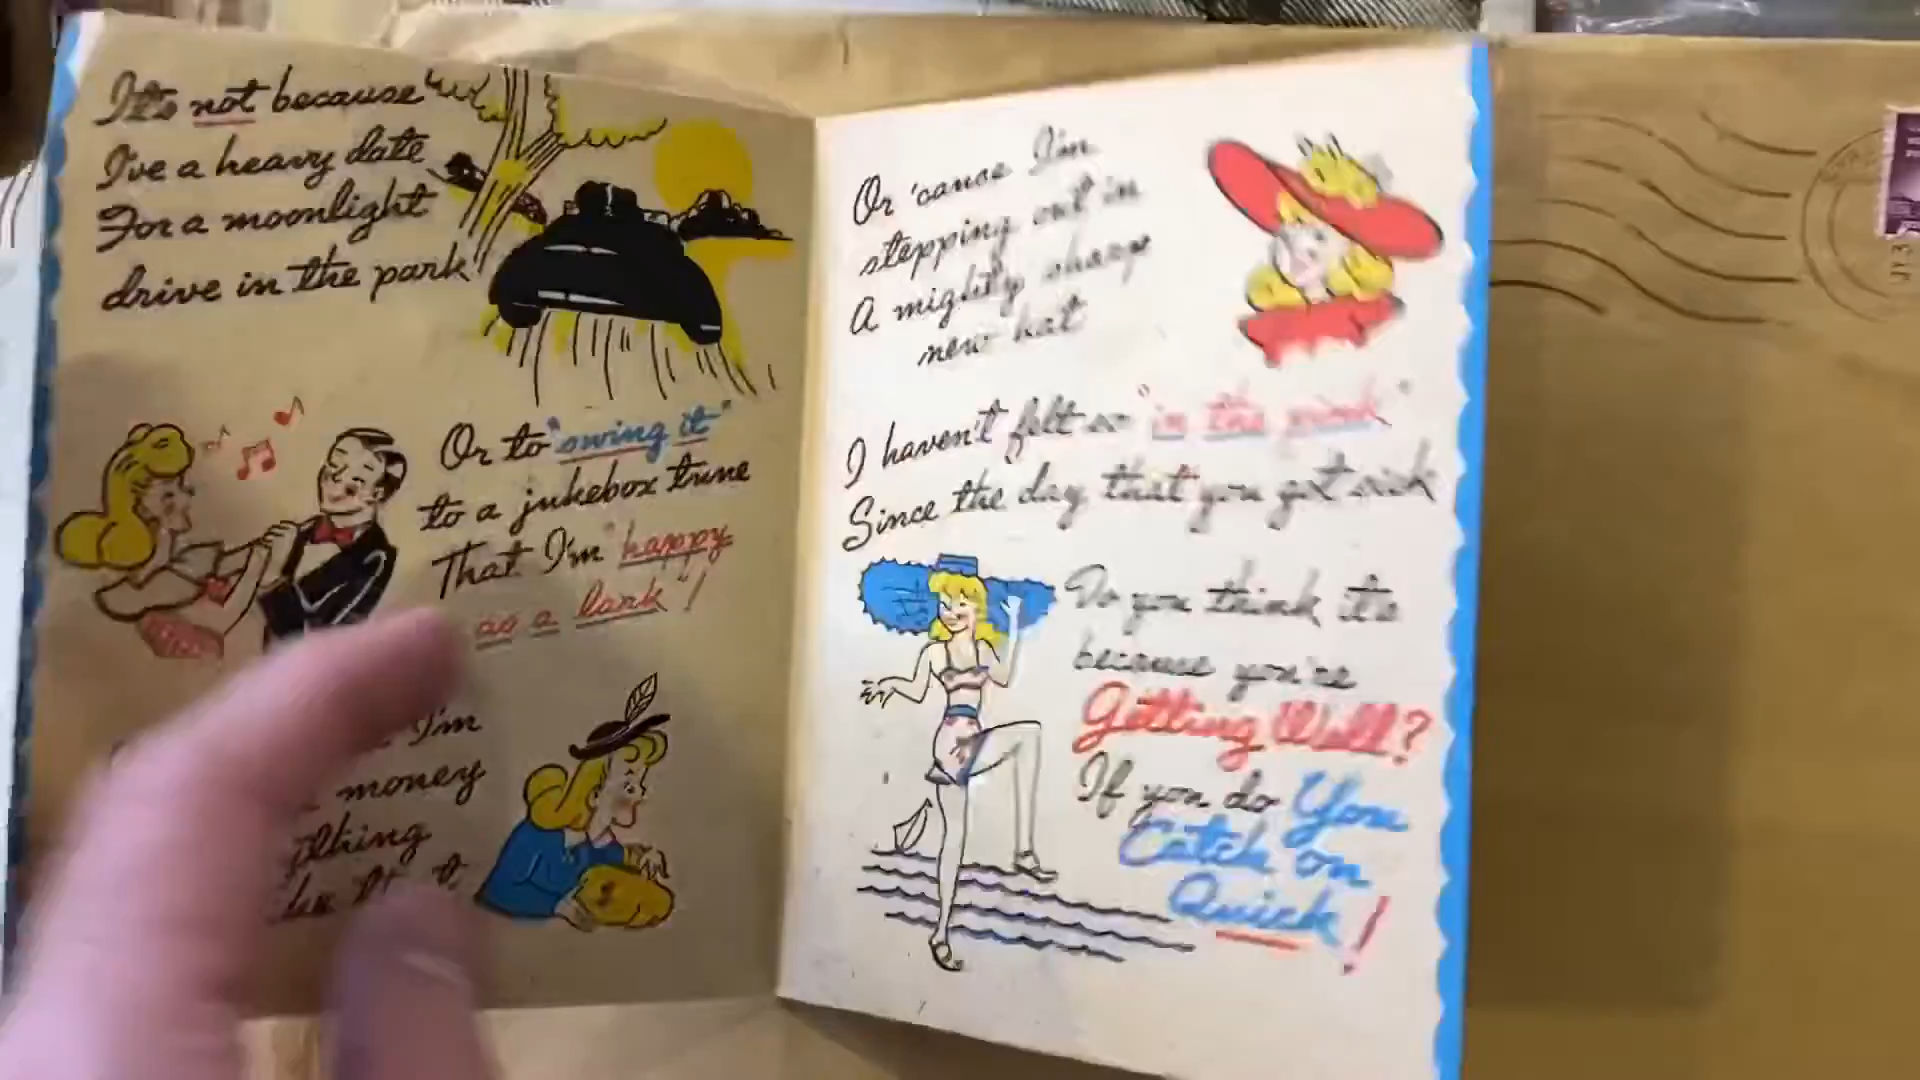 It's not because
I've a heavy date
For a moonlight
drive in the park
Or to "swing it"
to a jukebox tune
That I'm "happy
as a lark"!
I'm
money
Or 'cause I'm
stepping out in
A mighty sharp
new hat
I haven't felt so "in the pink"
Since the day that you got sick
Do you think it's
because you're
Getting Well?
If you do You
Catch on
Quick!